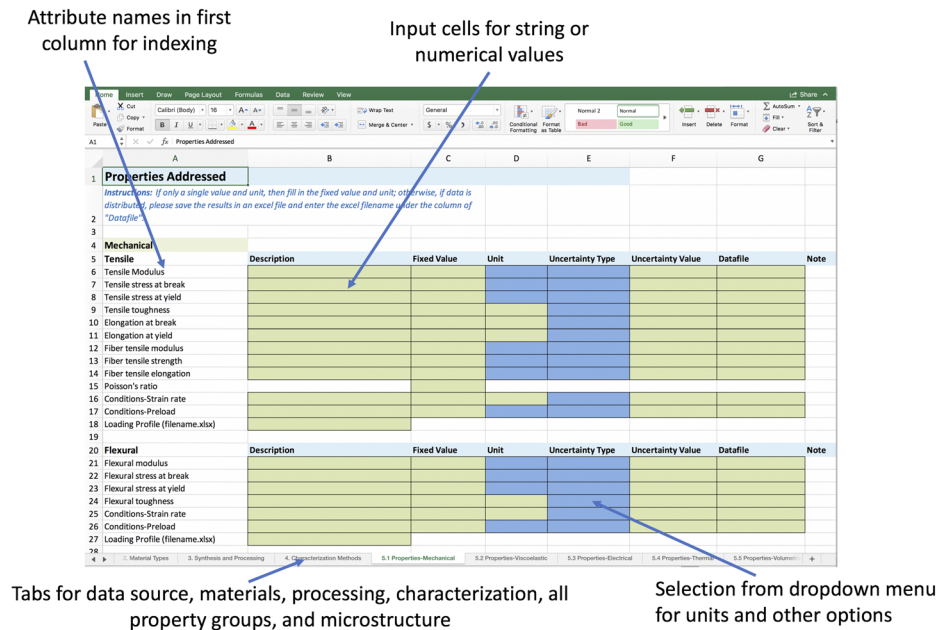 Attribute names in first
column for indexing
Input cells for string or
numerical values
Home Insert Draw Page Layout Formulas Data Review View Share
Paste Cut Copy Format
Calibri (Body) 16 A A
B I U A
Wrap Text
Merge & Center
General
$ % )
Conditional Formatting Format as Table
Normal 2 Normal
Bad Good
Insert Delete Format
AutoSum Fill Clear Sort & Filter
A1 fx Properties Addressed
A B C D E F G
1 Properties Addressed
Instructions: If only a single value and unit, then fill in the fixed value and unit; otherwise, if data is
distributed, please save the results in an excel file and enter the excel filename under the column of
2 "Datafile".
3
4 Mechanical
5 Tensile Description Fixed Value Unit Uncertainty Type Uncertainty Value Datafile Note
6 Tensile Modulus
7 Tensile stress at break
8 Tensile stress at yield
9 Tensile toughness
10 Elongation at break
11 Elongation at yield
12 Fiber tensile modulus
13 Fiber tensile strength
14 Fiber tensile elongation
15 Poisson's ratio
16 Conditions-Strain rate
17 Conditions-Preload
18 Loading Profile (filename.xlsx)
19
20 Flexural Description Fixed Value Unit Uncertainty Type Uncertainty Value Datafile Note
21 Flexural modulus
22 Flexural stress at break
23 Flexural stress at yield
24 Flexural toughness
25 Conditions-Strain rate
26 Conditions-Preload
27 Loading Profile (filename.xlsx)
28
2. Material Types 3. Synthesis and Processing 4. Characterization Methods 5.1 Properties-Mechanical 5.2 Properties-Viscoelastic 5.3 Properties-Electrical 5.4 Properties-Thermal 5.5 Properties-Volum +
Tabs for data source, materials, processing, characterization, all
property groups, and microstructure
Selection from dropdown menu
for units and other options